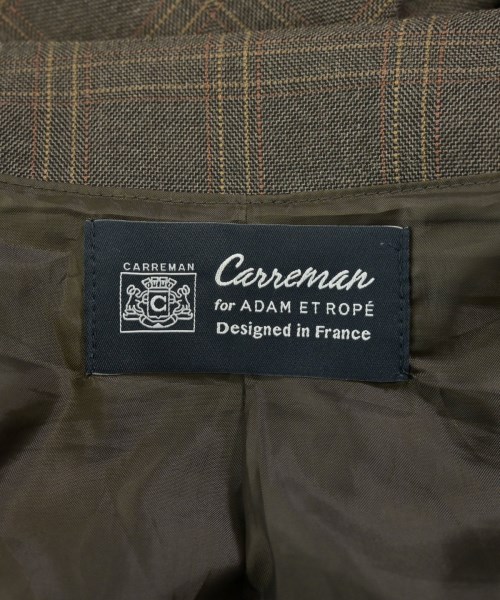 CARREMAN
C
Carreman
for ADAM ET ROPÉ
Designed in France